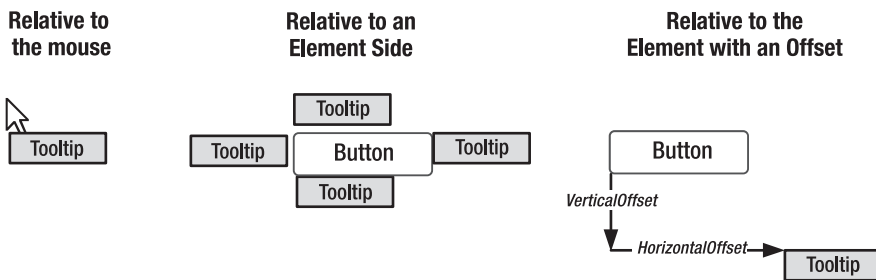 Relative to
the mouse
Relative to an
Element Side
Relative to the
Element with an Offset
Tooltip
Tooltip
Tooltip
Button
Tooltip
Tooltip
Button
VerticalOffset
HorizontalOffset
Tooltip